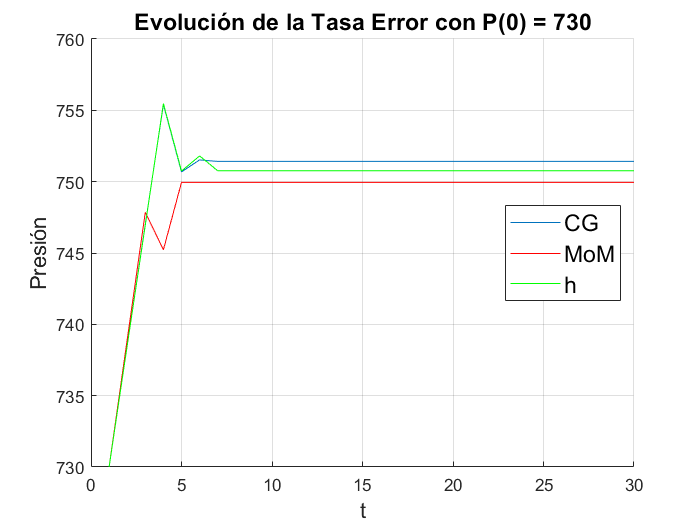 Evolución de la Tasa Error con P(0) = 730
760
755
750
745
740
735
730
Presión
0 5 10 15 20 25 30
t
CG
MoM
h